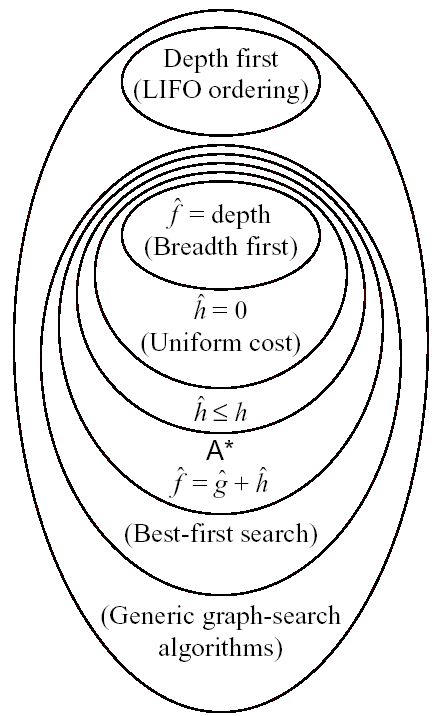 Depth first
(LIFO ordering)
f̂ = depth
(Breadth first)
ĥ = 0
(Uniform cost)
ĥ ≤ h
A*
f̂ = ĝ + ĥ
(Best-first search)
(Generic graph-search
algorithms)